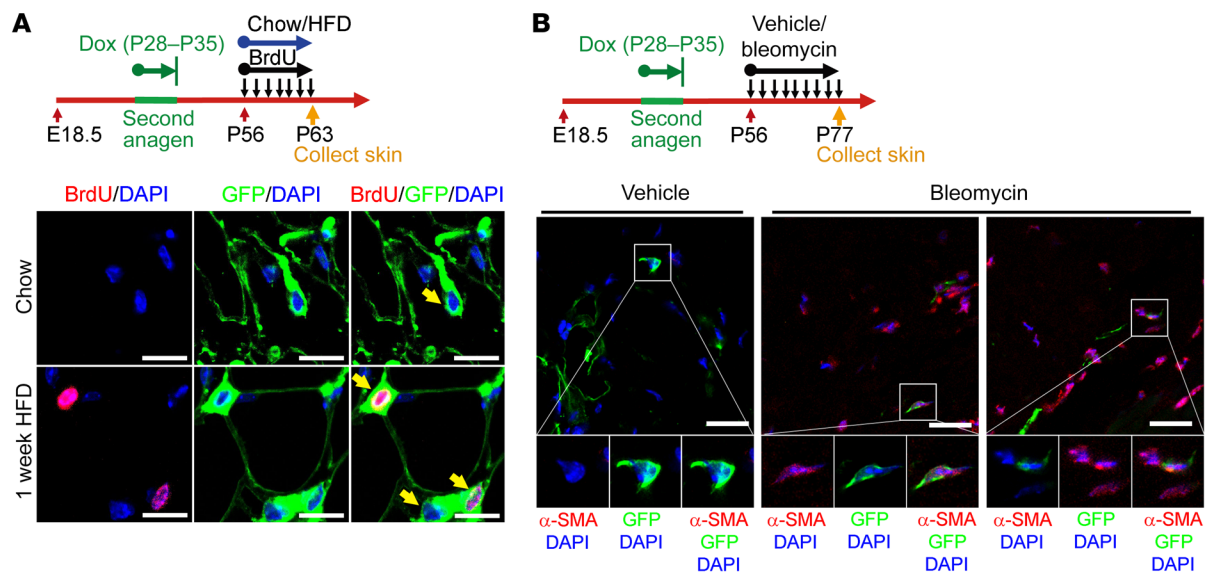 A
Chow/HFD
Dox (P28–P35)
BrdU
E18.5
Second
anagen
P56
P63
Collect skin
BrdU/DAPI
GFP/DAPI
BrdU/GFP/DAPI
Chow
1 week HFD
B
Vehicle/
bleomycin
Dox (P28–P35)
E18.5
Second
anagen
P56
P77
Collect skin
Vehicle
Bleomycin
α-SMA
DAPI
GFP
DAPI
α-SMA
GFP
DAPI
α-SMA
DAPI
GFP
DAPI
α-SMA
GFP
DAPI
α-SMA
DAPI
GFP
DAPI
α-SMA
GFP
DAPI